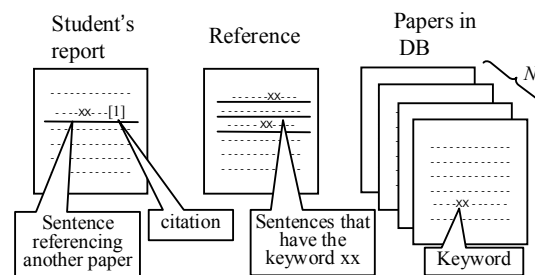 Student's
report
Reference
Papers in
DB
N
xx
[1]
xx
xx
xx
Sentence
referencing
another paper
citation
Sentences that
have the
keyword xx
Keyword